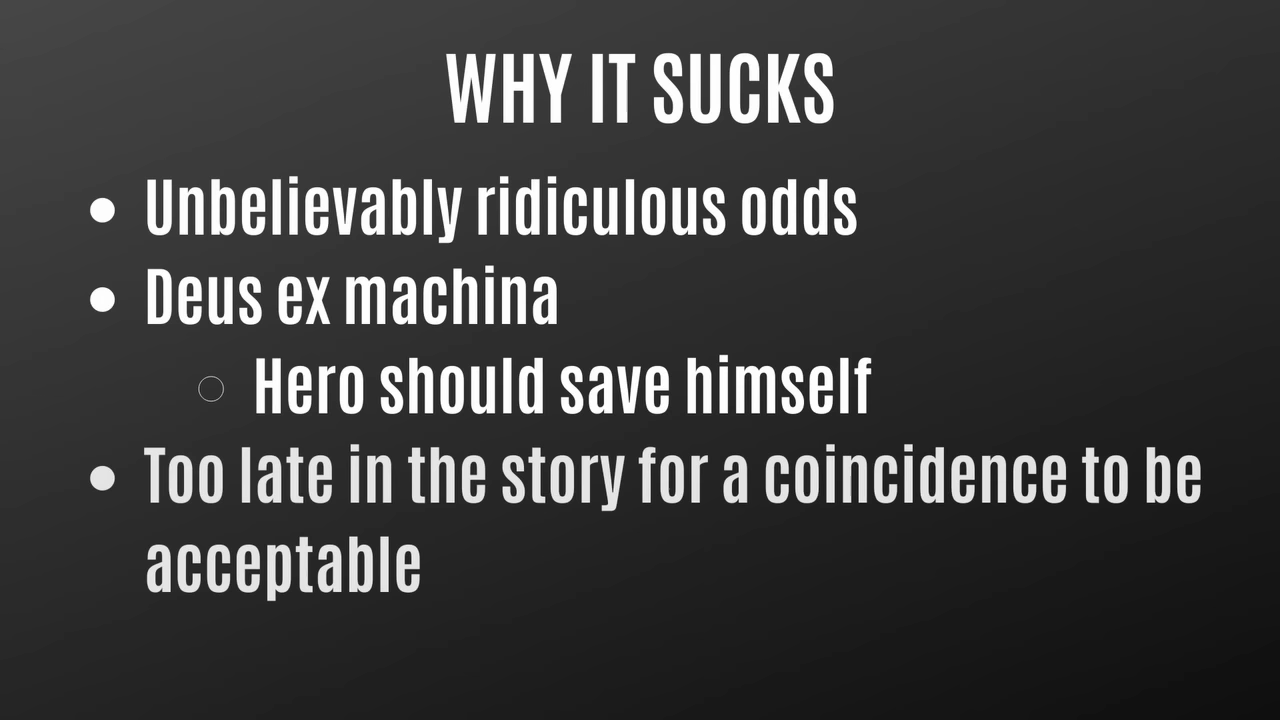 WHY IT SUCKS
Unbelievably ridiculous odds
Deus ex machina
Hero should save himself
Too late in the story for a coincidence to be
acceptable